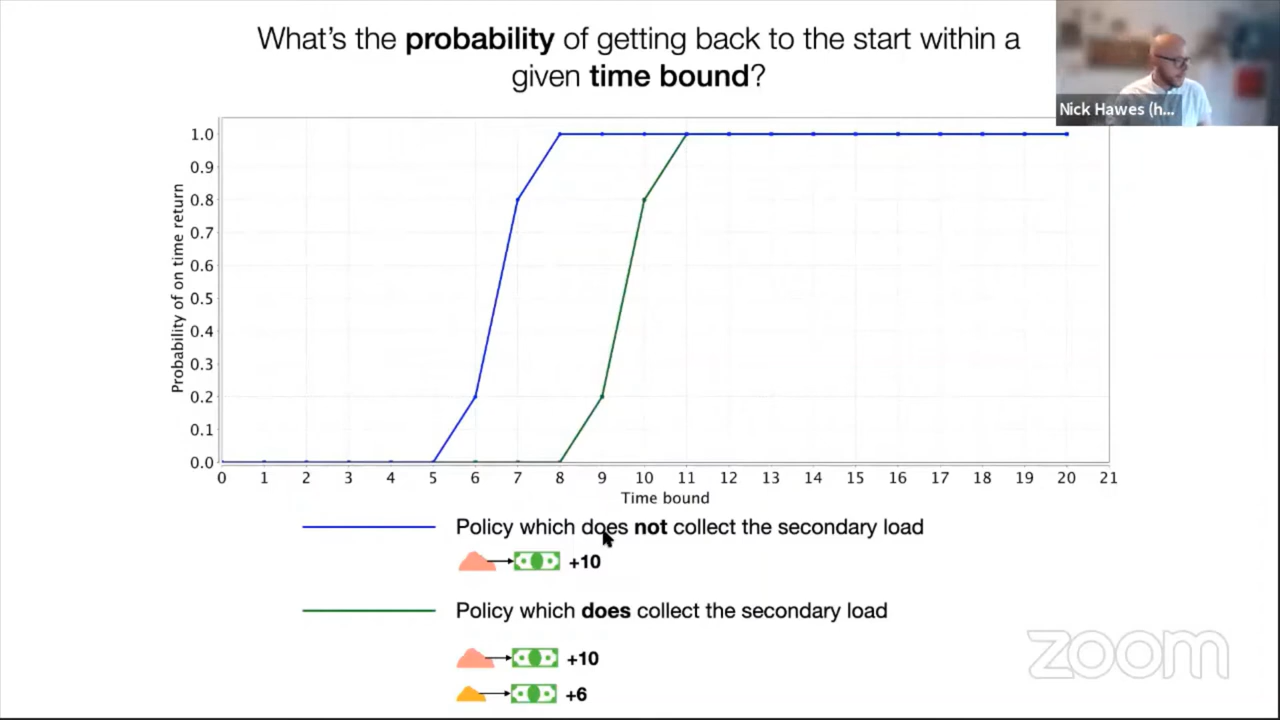 What's the probability of getting back to the start within a
given time bound?
Nick Hawes (h...
Probability of on time return
1.0
0.9
0.8
0.7
0.6
0.5
0.4
0.3
0.2
0.1
0.0
0 1 2 3 4 5 6 7 8 9 10 11 12 13 14 15 16 17 18 19 20 21
Time bound
Policy which does not collect the secondary load
+10
Policy which does collect the secondary load
+10
+6
zoom